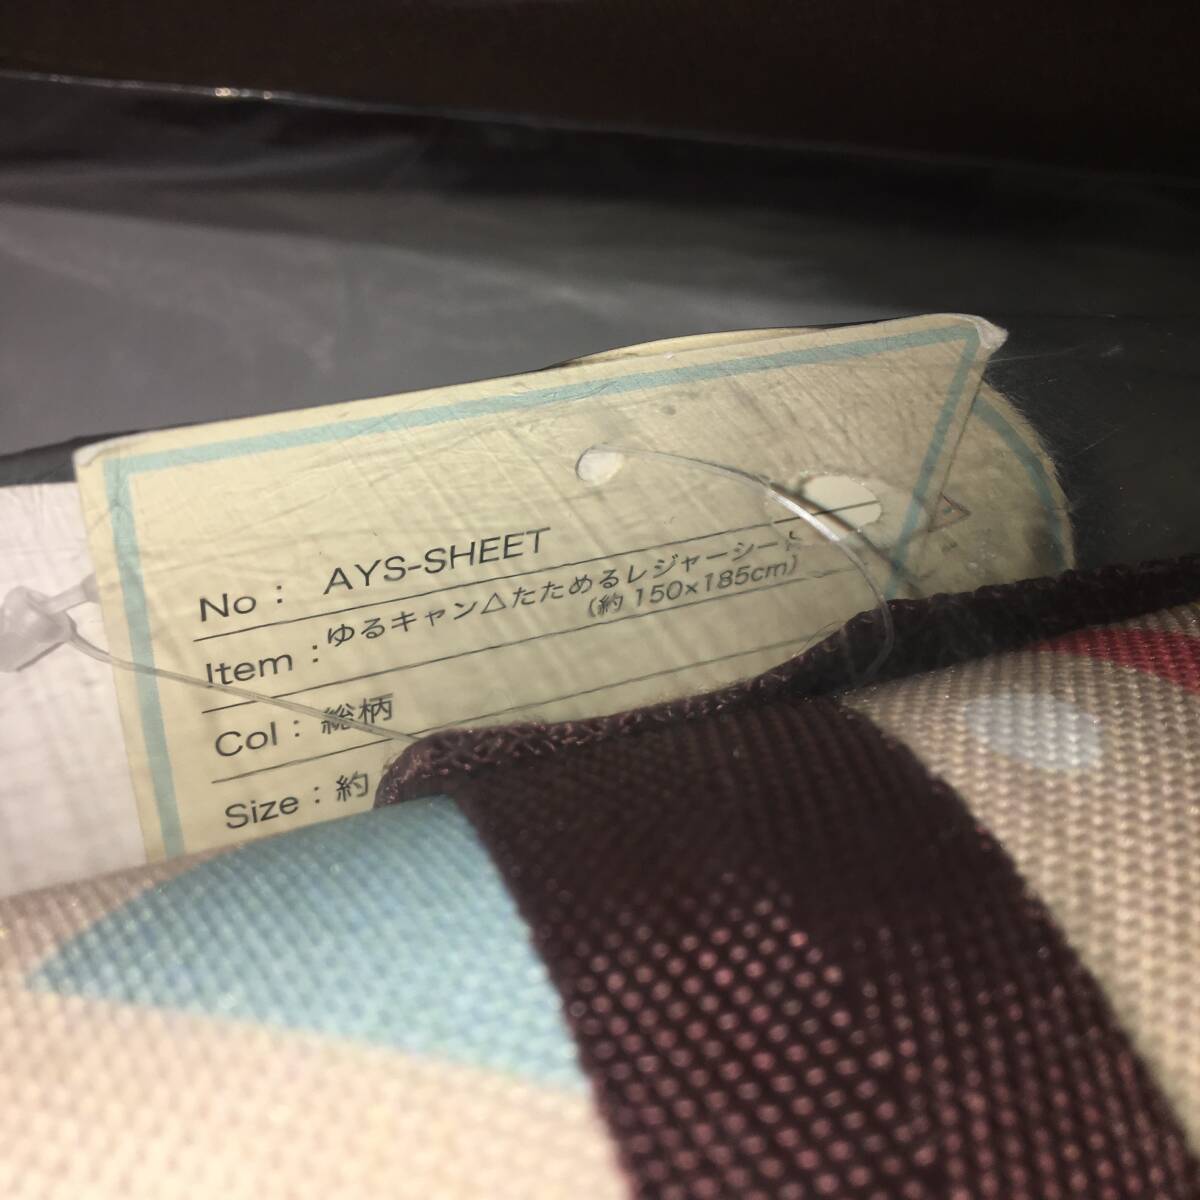 No : AYS-SHEET
Item : ゆるキャン△たためるレジャーシート
(約 150×185cm)
Col : 総柄
Size : 約